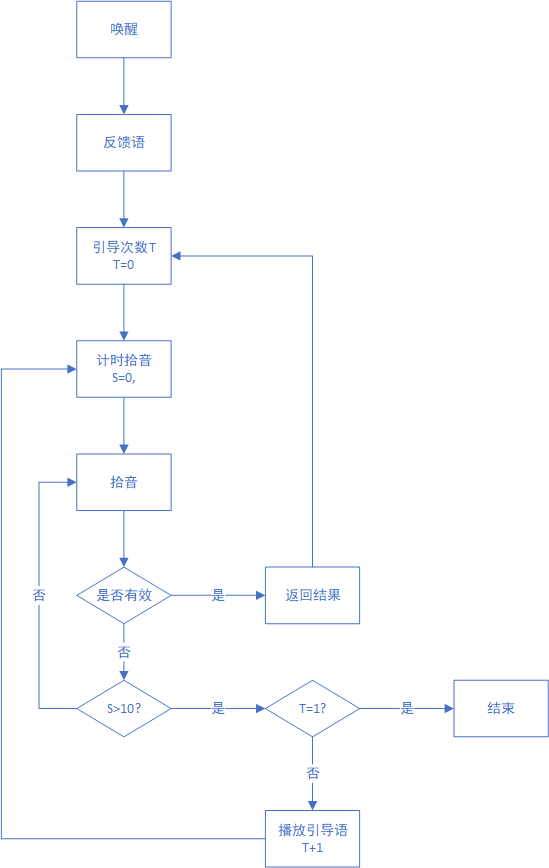 唤醒
反馈语
引导次数T
T=0
计时拾音
S=0,
拾音
是否有效
是
返回结果
否
否
S>10?
是
T=1?
是
结束
否
播放引导语
T+1